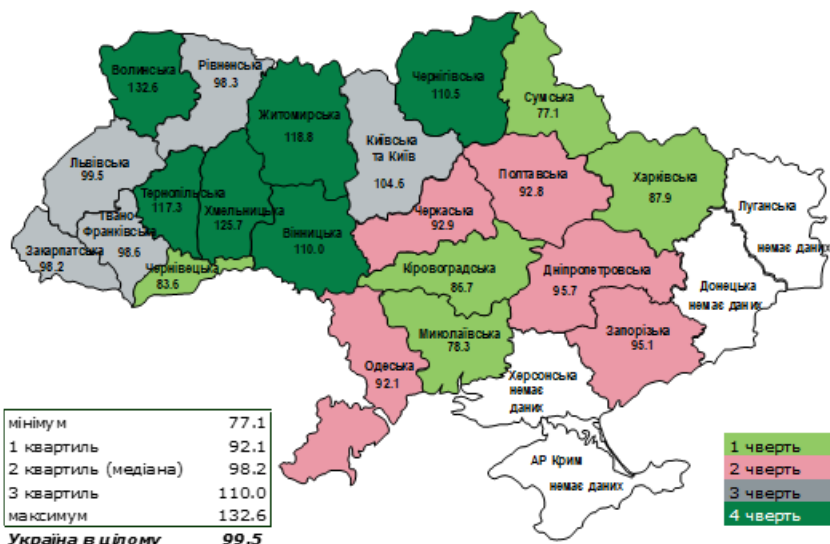 Волинська
132.6
Рівненська
98.3
Житомирська
118.8
Київська
та Київ
104.6
Чернігівська
110.5
Сумська
77.1
Львівська
99.5
Тернопільська
117.3
Хмельницька
125.7
Вінницька
110.0
Черкаська
92.9
Полтавська
92.8
Харківська
87.9
Луганська
немає даних
Закарпатська
98.2
Івано-
Франківська
98.6
Чернівецька
83.6
Кіровоградська
86.7
Дніпропетровська
95.7
Донецька
немає даних
Миколаївська
78.3
Запорізька
95.1
Одеська
92.1
Херсонська
немає
даних
АР Крим
немає даних
мінімум 77.1
1 квартиль 92.1
2 квартиль (медіана) 98.2
3 квартиль 110.0
максимум 132.6
Україна в цілому 99.5
1 чверть
2 чверть
3 чверть
4 чверть